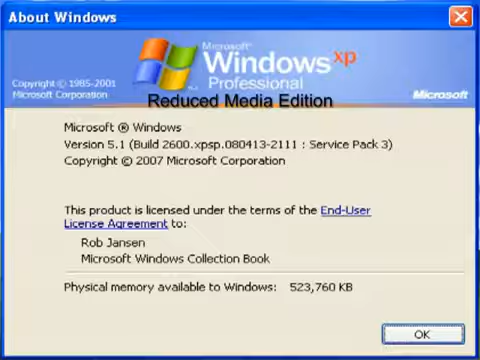 About Windows
Copyright © 1985-2001
Microsoft Corporation
Microsoft
Windows xp
Professional
Microsoft
Reduced Media Edition
Microsoft ® Windows
Version 5.1 (Build 2600.xpsp.080413-2111 : Service Pack 3)
Copyright © 2007 Microsoft Corporation
This product is licensed under the terms of the End-User
License Agreement to:
Rob Jansen
Microsoft Windows Collection Book
Physical memory available to Windows: 523,760 KB
OK